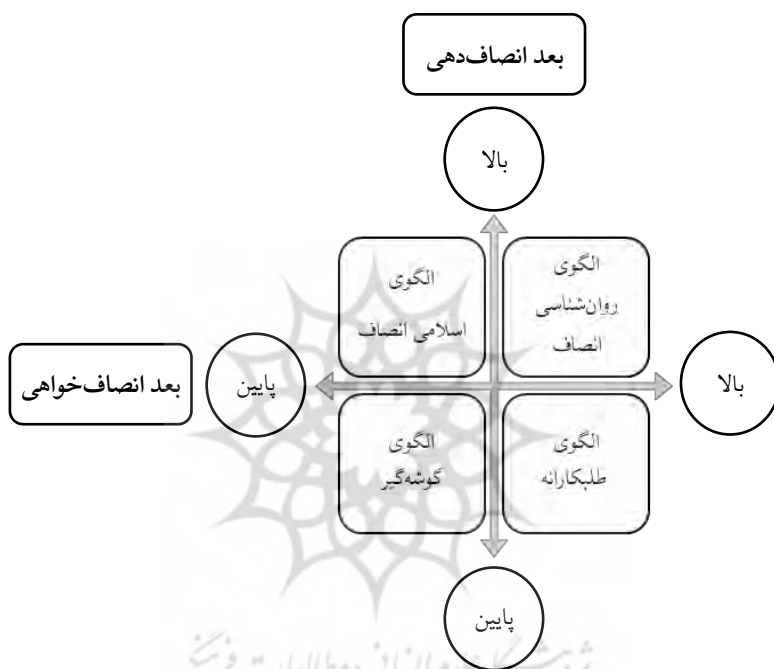 بعد انصاف‌دهی
بالا
الگوی
روان‌شناسی
انصاف
الگوی
اسلامی انصاف
بالا
پایین
بعد انصاف‌خواهی
الگوی
طلبکارانه
الگوی
گوشه‌گیر
پایین